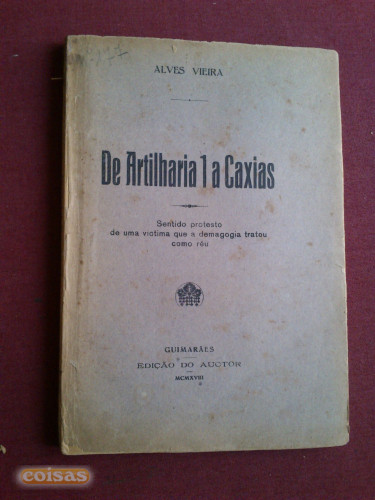 ALVES VIEIRA
De Artilharia 1 a Caxias
Sentido protesto
de uma victima que a demagogia tratou
como réu
GUIMARÃES
EDIÇÃO DO AUCTOR
MCMXVIII
coisas